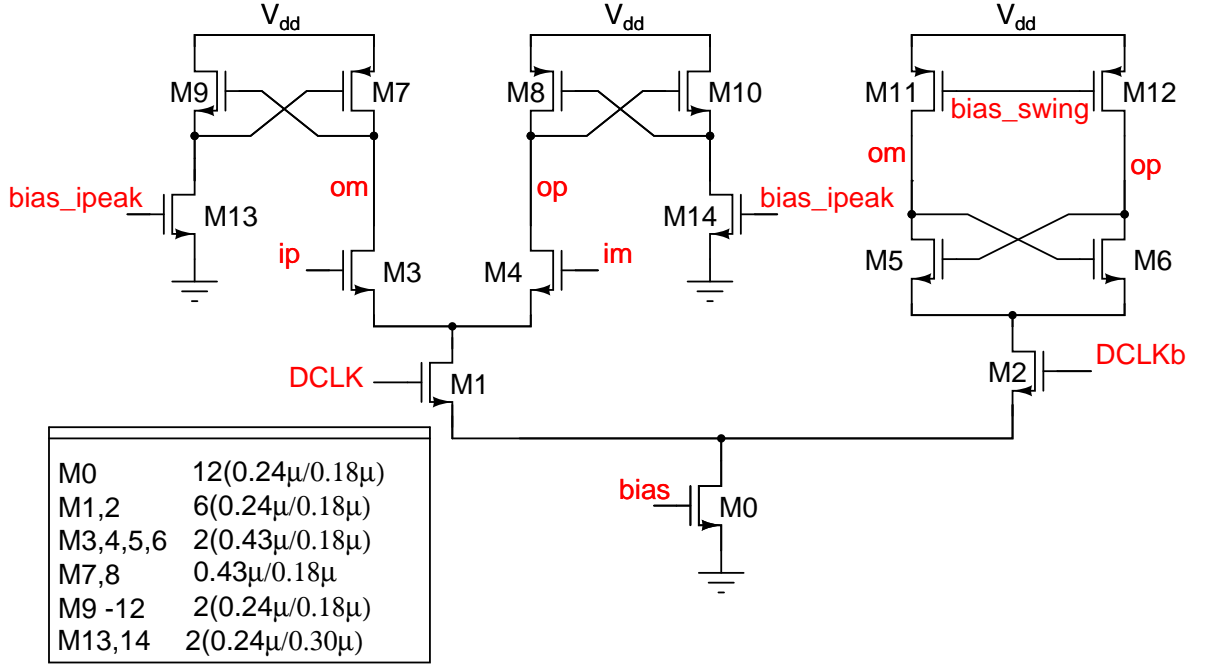 Vdd Vdd Vdd
M9 M7 M8 M10 M11 M12
bias_swing
om op om op
bias_ipeak M13 M14 bias_ipeak
ip M3 M4 im M5 M6
DCLK M1 M2 DCLKb
bias M0
M0 12(0.24µ/0.18µ)
M1,2 6(0.24µ/0.18µ)
M3,4,5,6 2(0.43µ/0.18µ)
M7,8 0.43µ/0.18µ
M9 -12 2(0.24µ/0.18µ)
M13,14 2(0.24µ/0.30µ)